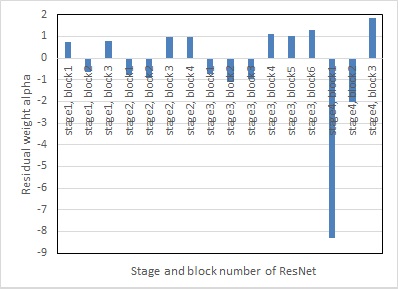 2
1
0
-1
-2
-3
-4
-5
-6
-7
-8
-9
Residual weight alpha
stage1, block1
stage1, block2
stage1, block3
stage2, block1
stage2, block2
stage2, block3
stage2, block4
stage3, block1
stage3, block2
stage3, block3
stage3, block4
stage3, block5
stage3, block6
stage4, block1
stage4, block2
stage4, block3
Stage and block number of ResNet